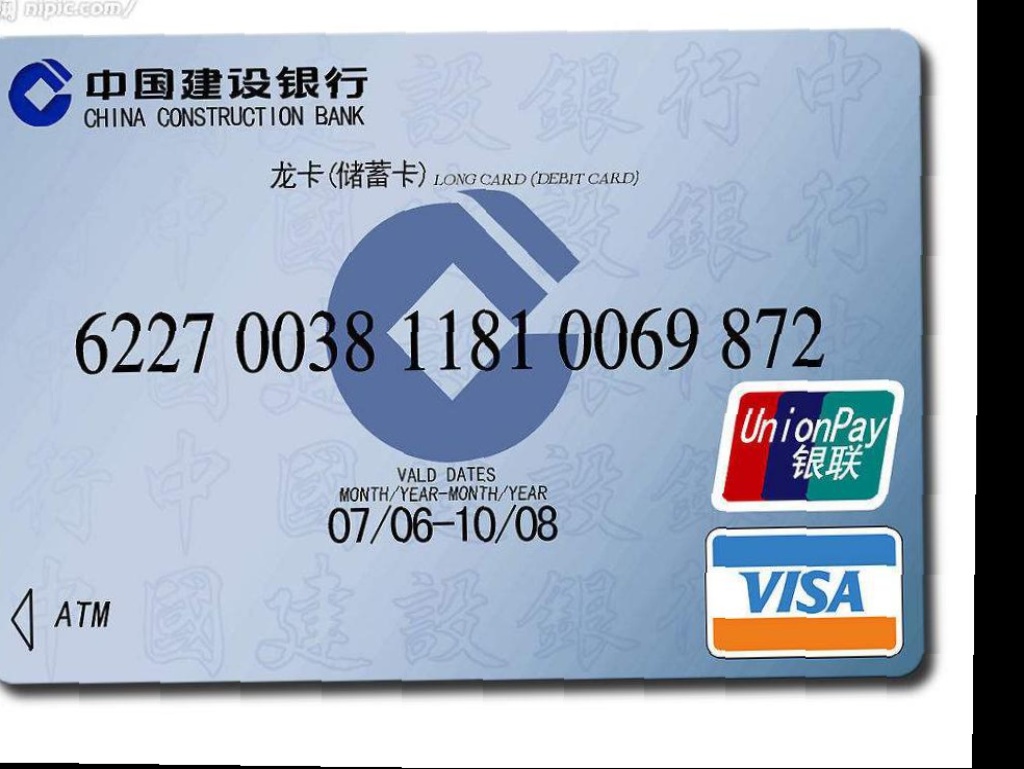 网 nipic.com/
中国建设银行
CHINA CONSTRUCTION BANK
龙卡(储蓄卡) LONG CARD (DEBIT CARD)
6227 0038 1181 0069 872
UnionPay
银联
VALD DATES
MONTH/YEAR-MONTH/YEAR
07/06-10/08
VISA
ATM